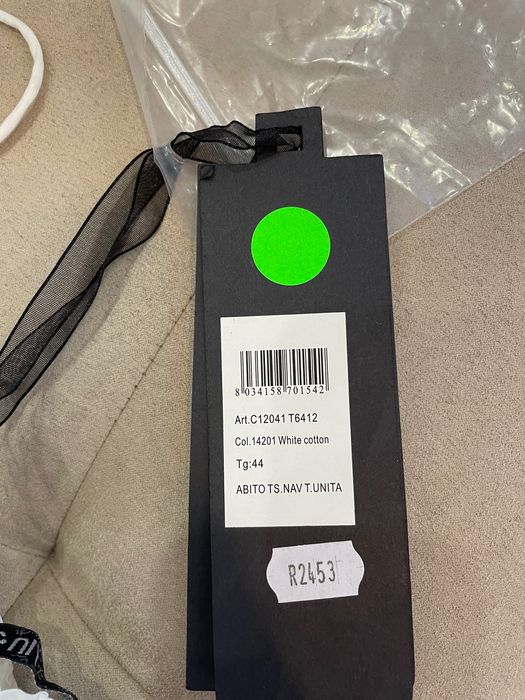 8 034158 701542
Art.C12041 T6412
Col.14201 White cotton
Tg:44
ABITO TS.NAV T.UNITA
R2453